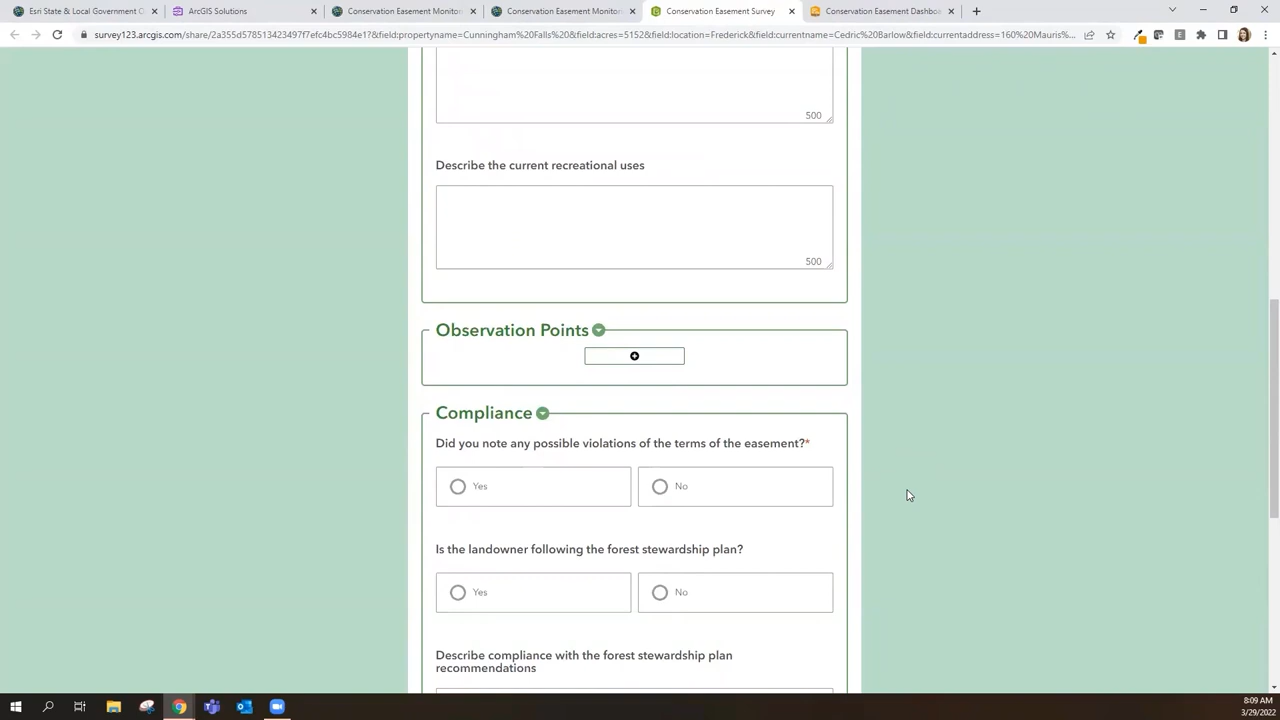 Esri State & Local Government C
ArcGIS Solutions
Conservation Easement Monitor
Conservation Easement Monitor
Conservation Easement Survey
Conservation Easement Dashbo
survey123.arcgis.com/share/2a355d578513423497f7efc4bc5984e1?&field:propertyname=Cunningham%20Falls%20&field:acres=5152&field:location=Frederick&field:currentname=Cedric%20Barlow&field:currentaddress=160%20Mauris%...
500
Describe the current recreational uses
500
Observation Points
Compliance
Did you note any possible violations of the terms of the easement?*
Yes
No
Is the landowner following the forest stewardship plan?
Yes
No
Describe compliance with the forest stewardship plan
recommendations
8:09 AM
3/29/2022